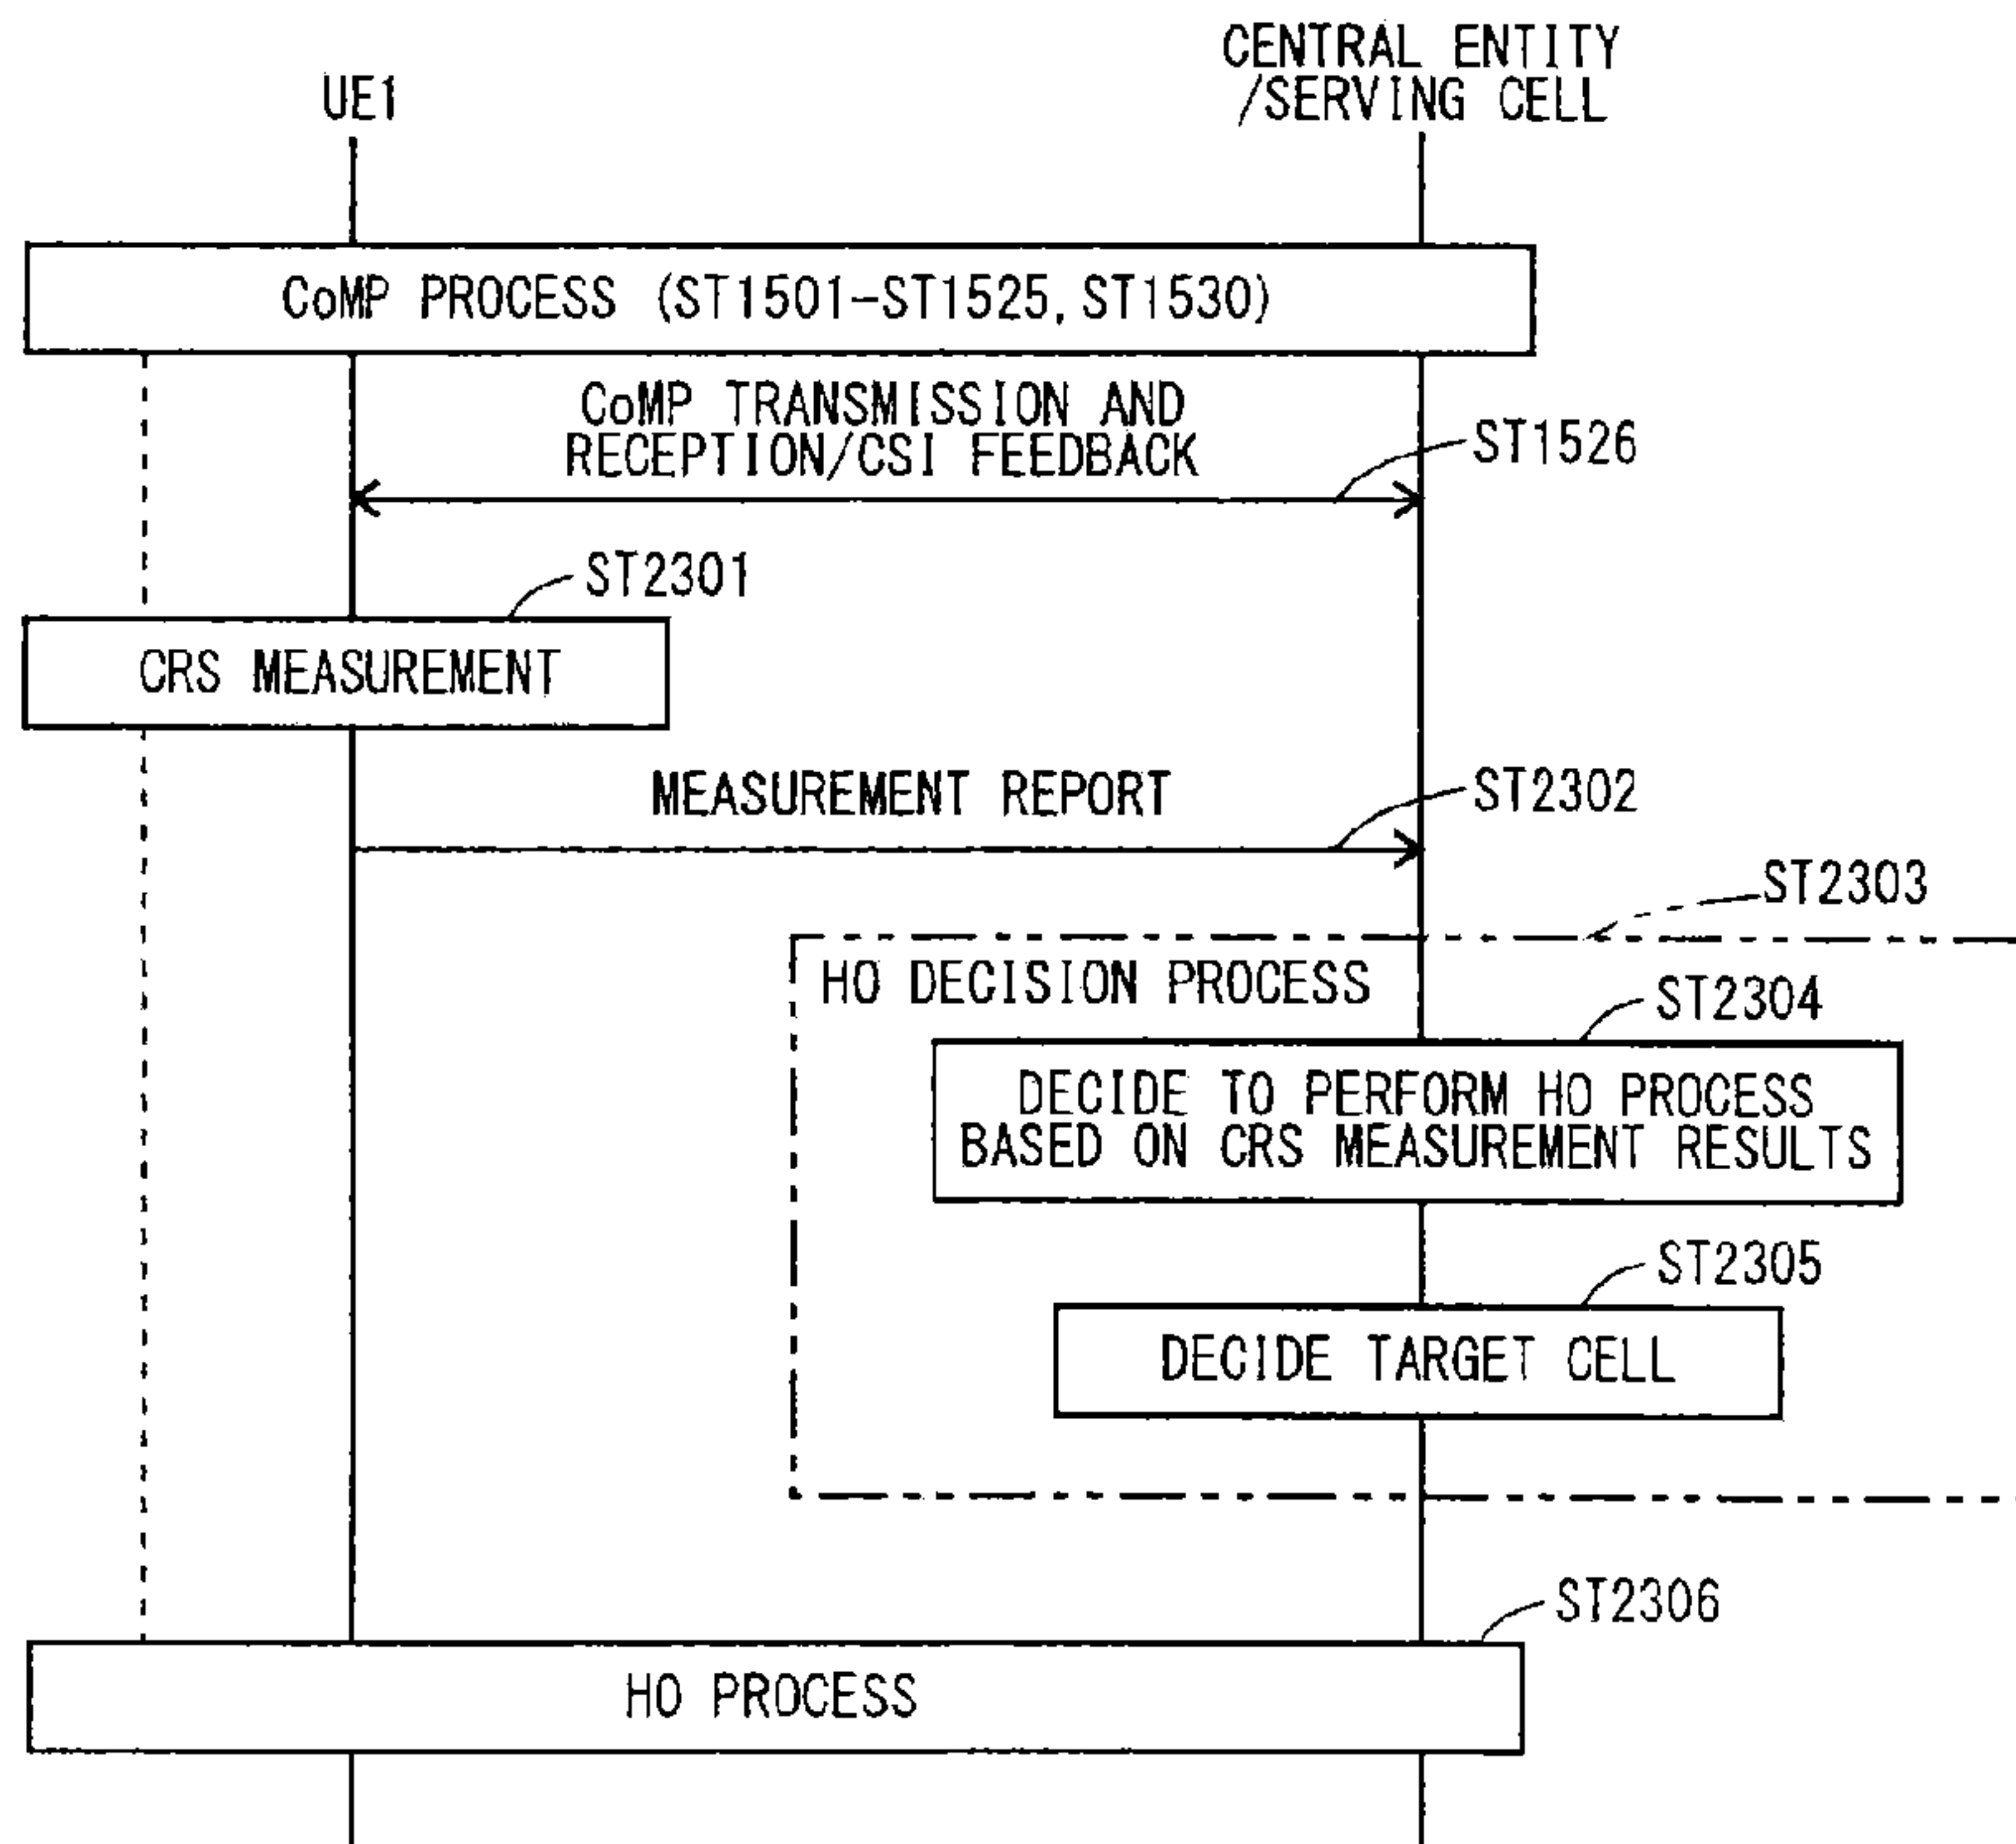 UE1
CENTRAL ENTITY
/SERVING CELL
CoMP PROCESS (ST1501-ST1525, ST1530)
CoMP TRANSMISSION AND
RECEPTION/CSI FEEDBACK
ST1526
ST2301
CRS MEASUREMENT
MEASUREMENT REPORT
ST2302
ST2303
HO DECISION PROCESS
ST2304
DECIDE TO PERFORM HO PROCESS
BASED ON CRS MEASUREMENT RESULTS
ST2305
DECIDE TARGET CELL
ST2306
HO PROCESS